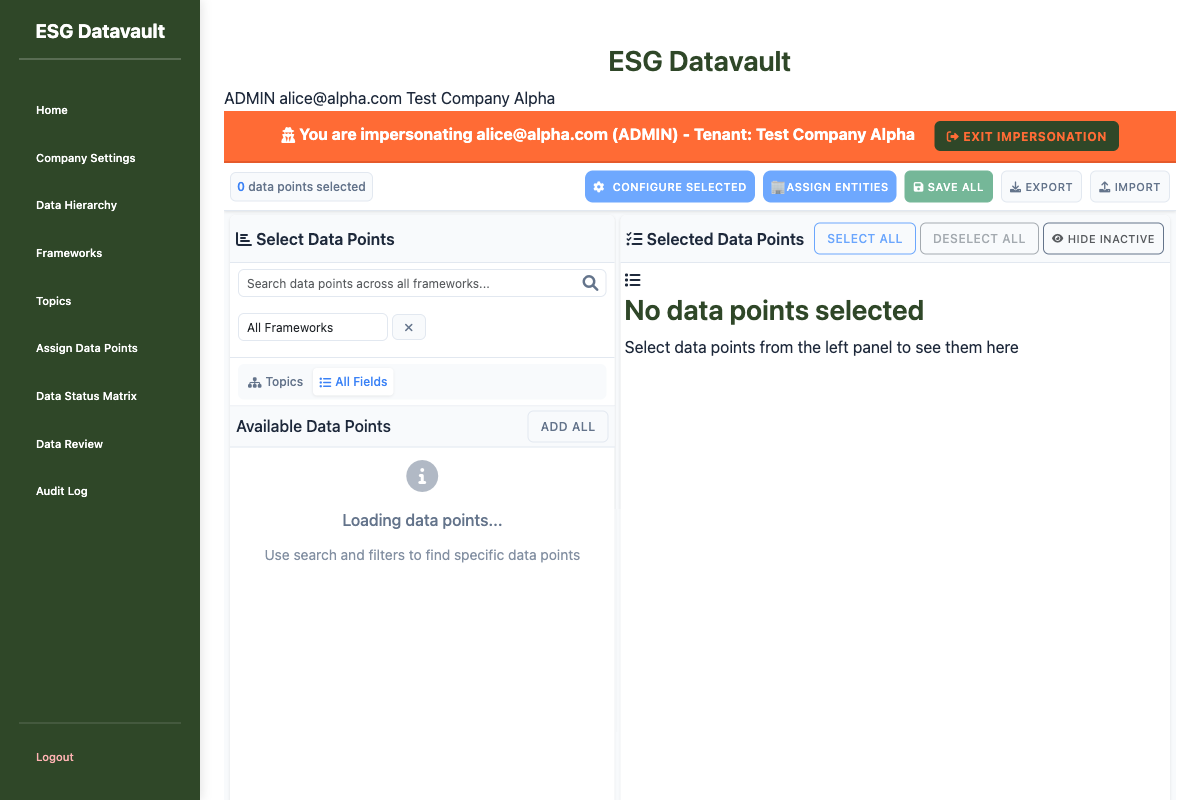 ESG Datavault
Home
Company Settings
Data Hierarchy
Frameworks
Topics
Assign Data Points
Data Status Matrix
Data Review
Audit Log
Logout
ESG Datavault
ADMIN alice@alpha.com Test Company Alpha
You are impersonating alice@alpha.com (ADMIN) - Tenant: Test Company Alpha
EXIT IMPERSONATION
0 data points selected
CONFIGURE SELECTED
ASSIGN ENTITIES
SAVE ALL
EXPORT
IMPORT
Select Data Points
Search data points across all frameworks...
All Frameworks
Topics
All Fields
Available Data Points
ADD ALL
Loading data points...
Use search and filters to find specific data points
Selected Data Points
SELECT ALL
DESELECT ALL
HIDE INACTIVE
No data points selected
Select data points from the left panel to see them here